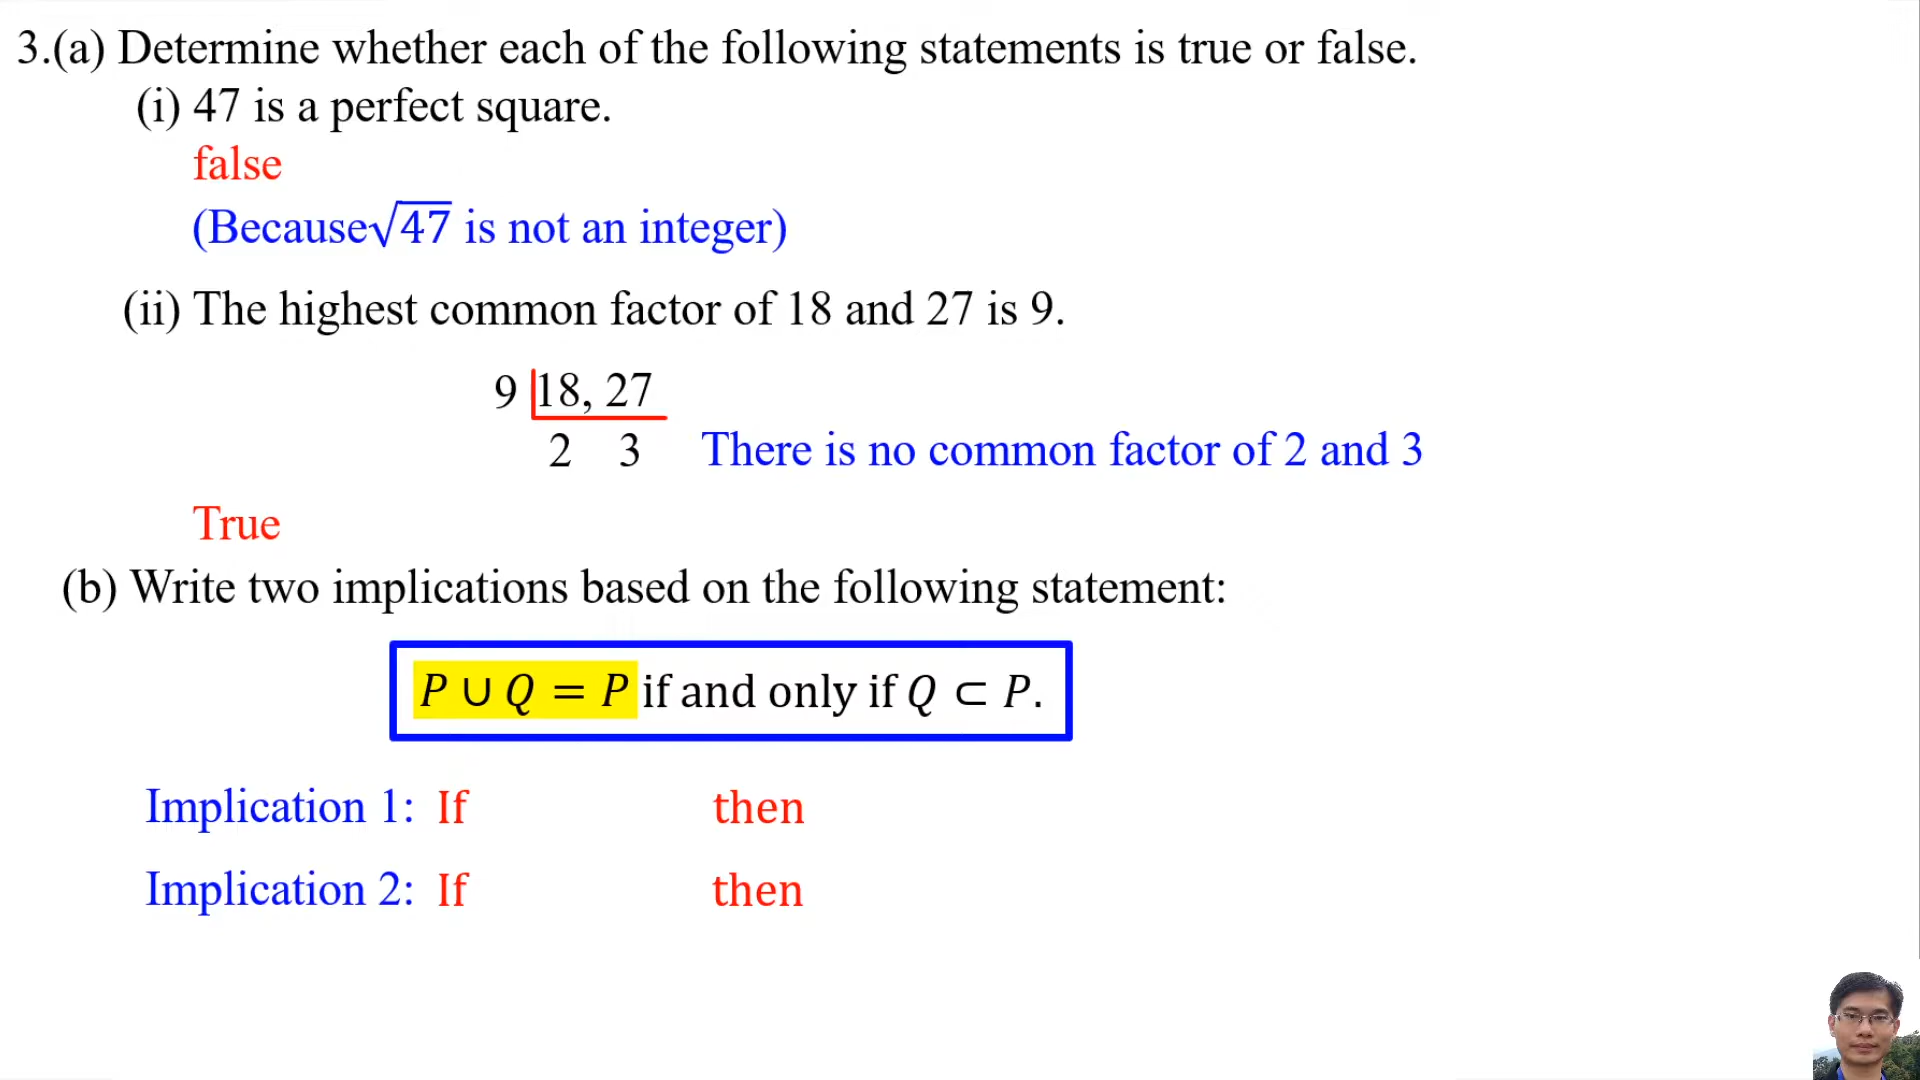 3.(a) Determine whether each of the following statements is true or false.
(i) 47 is a perfect square.
false
(Because√47 is not an integer)
(ii) The highest common factor of 18 and 27 is 9.
9 18, 27
2 3 There is no common factor of 2 and 3
True
(b) Write two implications based on the following statement:
P ∪ Q = P if and only if Q ⊂ P.
Implication 1: If then
Implication 2: If then